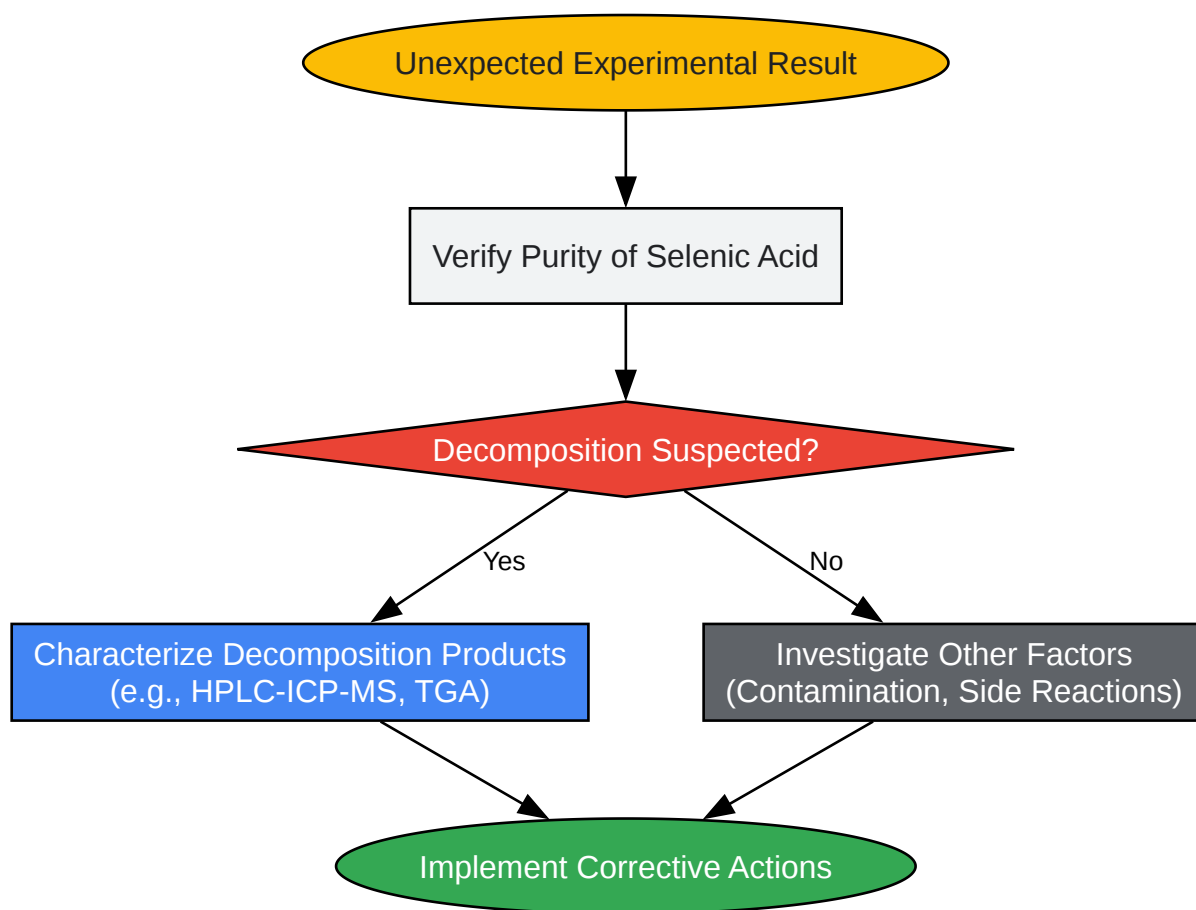 Unexpected Experimental Result
Verify Purity of Selenic Acid
Decomposition Suspected?
Yes
No
Characterize Decomposition Products
(e.g., HPLC-ICP-MS, TGA)
Investigate Other Factors
(Contamination, Side Reactions)
Implement Corrective Actions